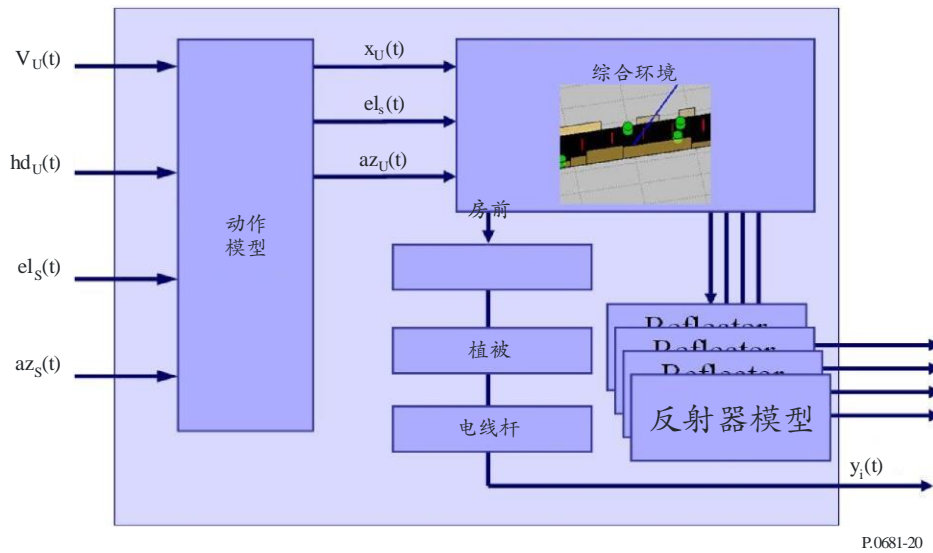 V_U(t)
hd_U(t)
el_S(t)
az_S(t)
动作
模型
x_U(t)
el_s(t)
az_U(t)
综合环境
房前
植被
电线杆
Reflector
Reflector
Reflector
反射器模型
y_i(t)
P.0681-20